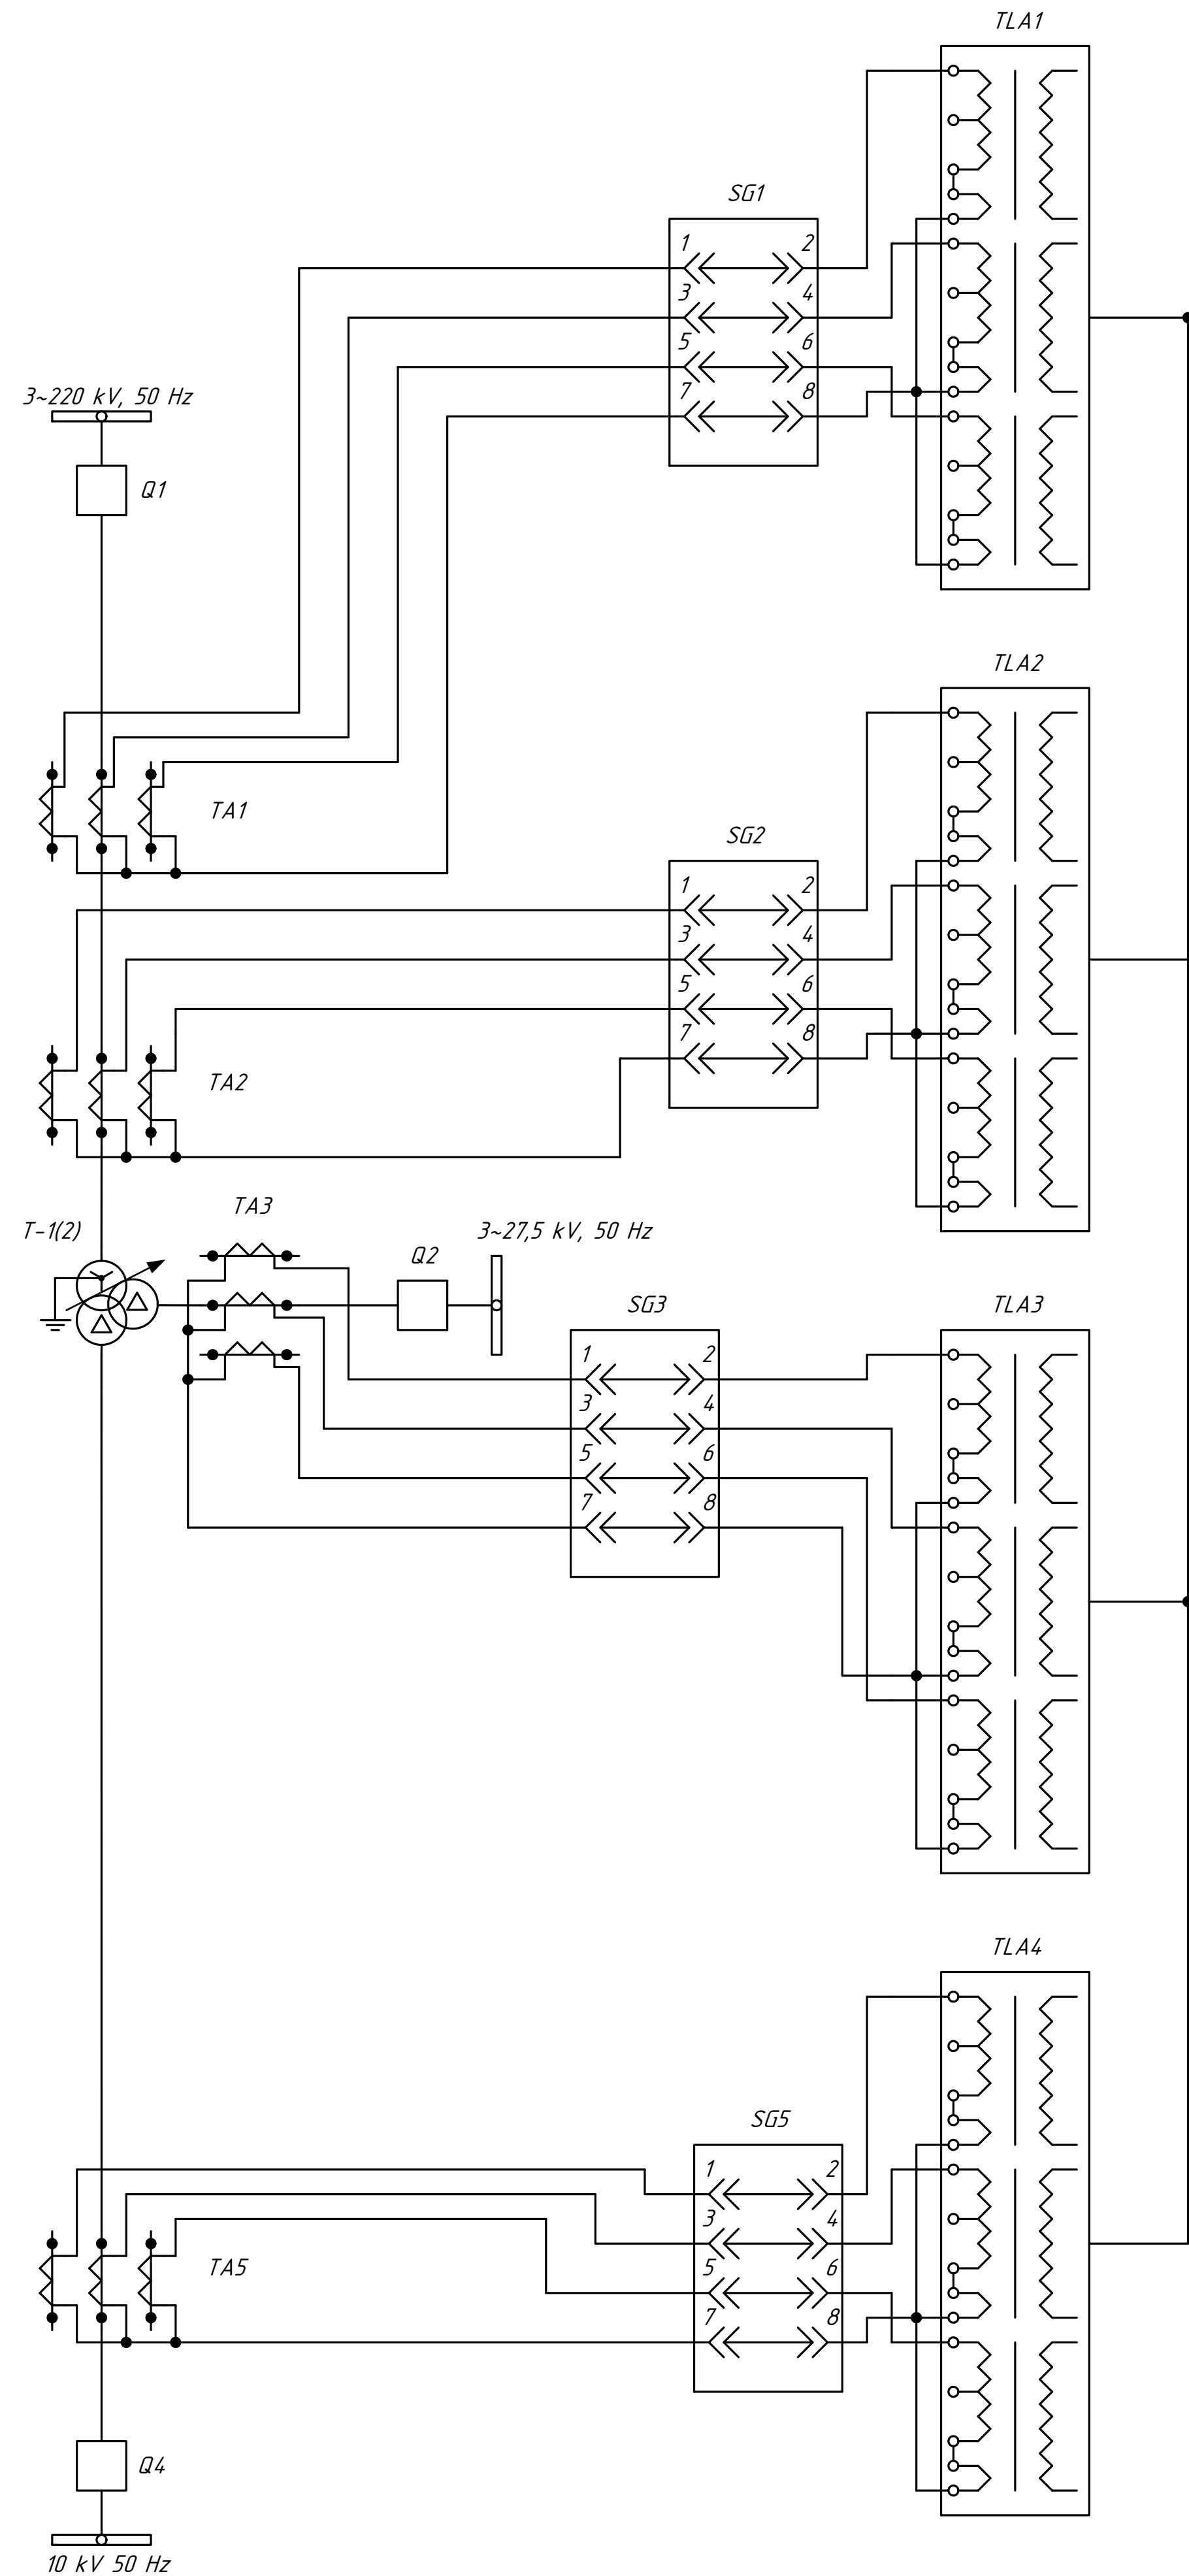 TLA1
SG1
1 2
3 4
5 6
7 8
3~220 kV, 50 Hz
Q1
TLA2
TA1
SG2
1 2
3 4
5 6
7 8
TA2
TA3
T-1(2)
3~27,5 kV, 50 Hz
Q2
SG3
TLA3
1 2
3 4
5 6
7 8
TLA4
SG5
1 2
3 4
5 6
7 8
TA5
Q4
10 kV 50 Hz